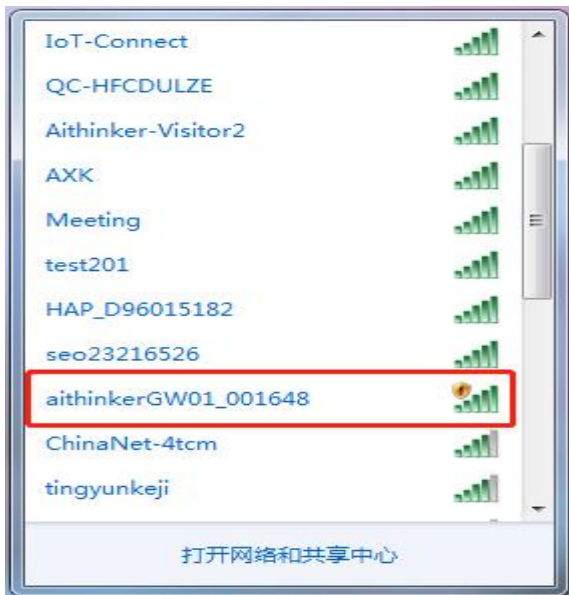 IoT-Connect
QC-HFCDULZE
Aithinker-Visitor2
AXK
Meeting
test201
HAP_D96015182
seo23216526
aithinkerGW01_001648
ChinaNet-4tcm
tingyunkeji
打开网络和共享中心